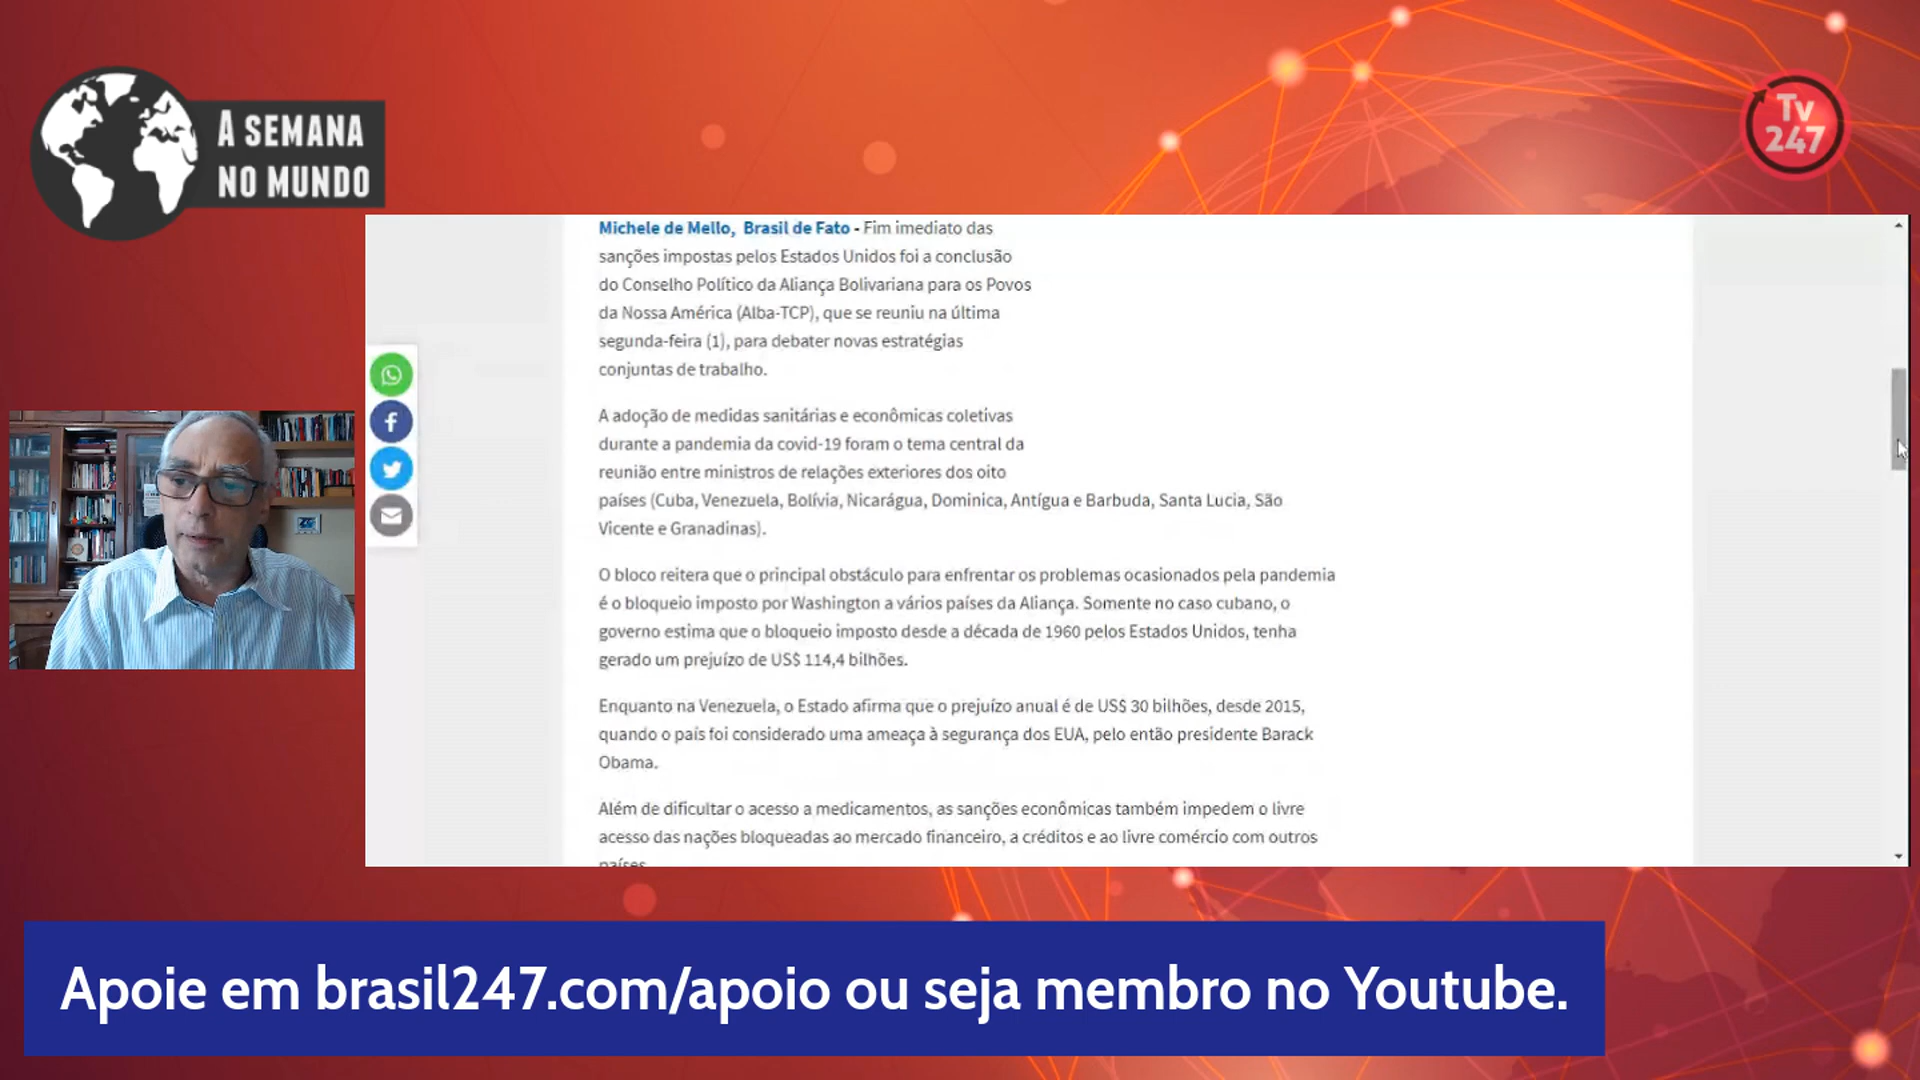 A SEMANA
NO MUNDO
Tv
247
Michele de Mello, Brasil de Fato - Fim imediato das
sanções impostas pelos Estados Unidos foi a conclusão
do Conselho Político da Aliança Bolivariana para os Povos
da Nossa América (Alba-TCP), que se reuniu na última
segunda-feira (1), para debater novas estratégias
conjuntas de trabalho.
A adoção de medidas sanitárias e econômicas coletivas
durante a pandemia da covid-19 foram o tema central da
reunião entre ministros de relações exteriores dos oito
países (Cuba, Venezuela, Bolívia, Nicarágua, Dominica, Antígua e Barbuda, Santa Lucia, São
Vicente e Granadinas).
O bloco reitera que o principal obstáculo para enfrentar os problemas ocasionados pela pandemia
é o bloqueio imposto por Washington a vários países da Aliança. Somente no caso cubano, o
governo estima que o bloqueio imposto desde a década de 1960 pelos Estados Unidos, tenha
gerado um prejuízo de US$ 114,4 bilhões.
Enquanto na Venezuela, o Estado afirma que o prejuízo anual é de US$ 30 bilhões, desde 2015,
quando o país foi considerado uma ameaça à segurança dos EUA, pelo então presidente Barack
Obama.
Além de dificultar o acesso a medicamentos, as sanções econômicas também impedem o livre
acesso das nações bloqueadas ao mercado financeiro, a créditos e ao livre comércio com outros
países.
Apoie em brasil247.com/apoio ou seja membro no Youtube.